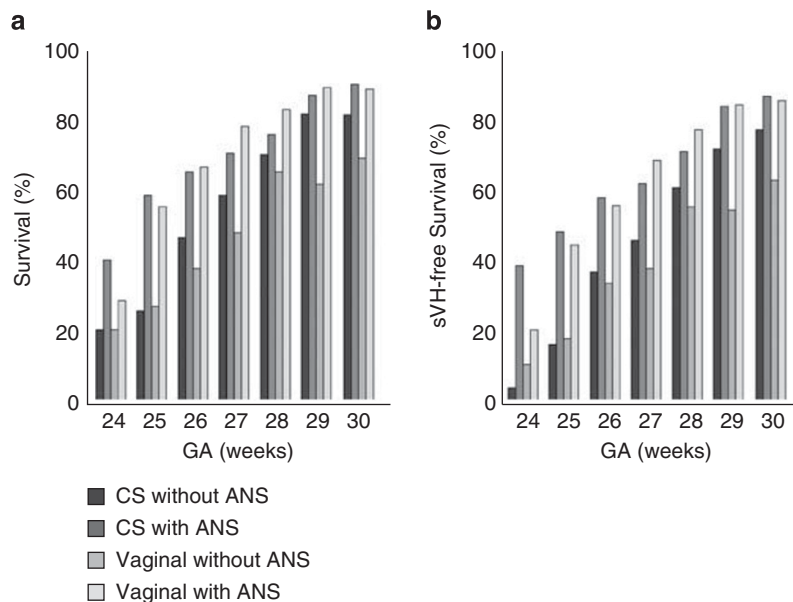 a
100
80
60
40
20
0
Survival (%)
24 25 26 27 28 29 30
GA (weeks)
b
100
80
60
40
20
0
sVH-free Survival (%)
24 25 26 27 28 29 30
GA (weeks)
CS without ANS
CS with ANS
Vaginal without ANS
Vaginal with ANS